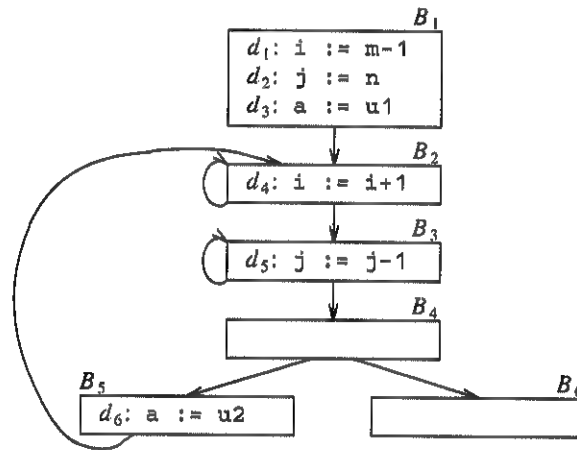 B₁
d₁: i := m-1
d₂: j := n
d₃: a := u1
B₂
d₄: i := i+1
B₃
d₅: j := j-1
B₄
B₅
d₆: a := u2